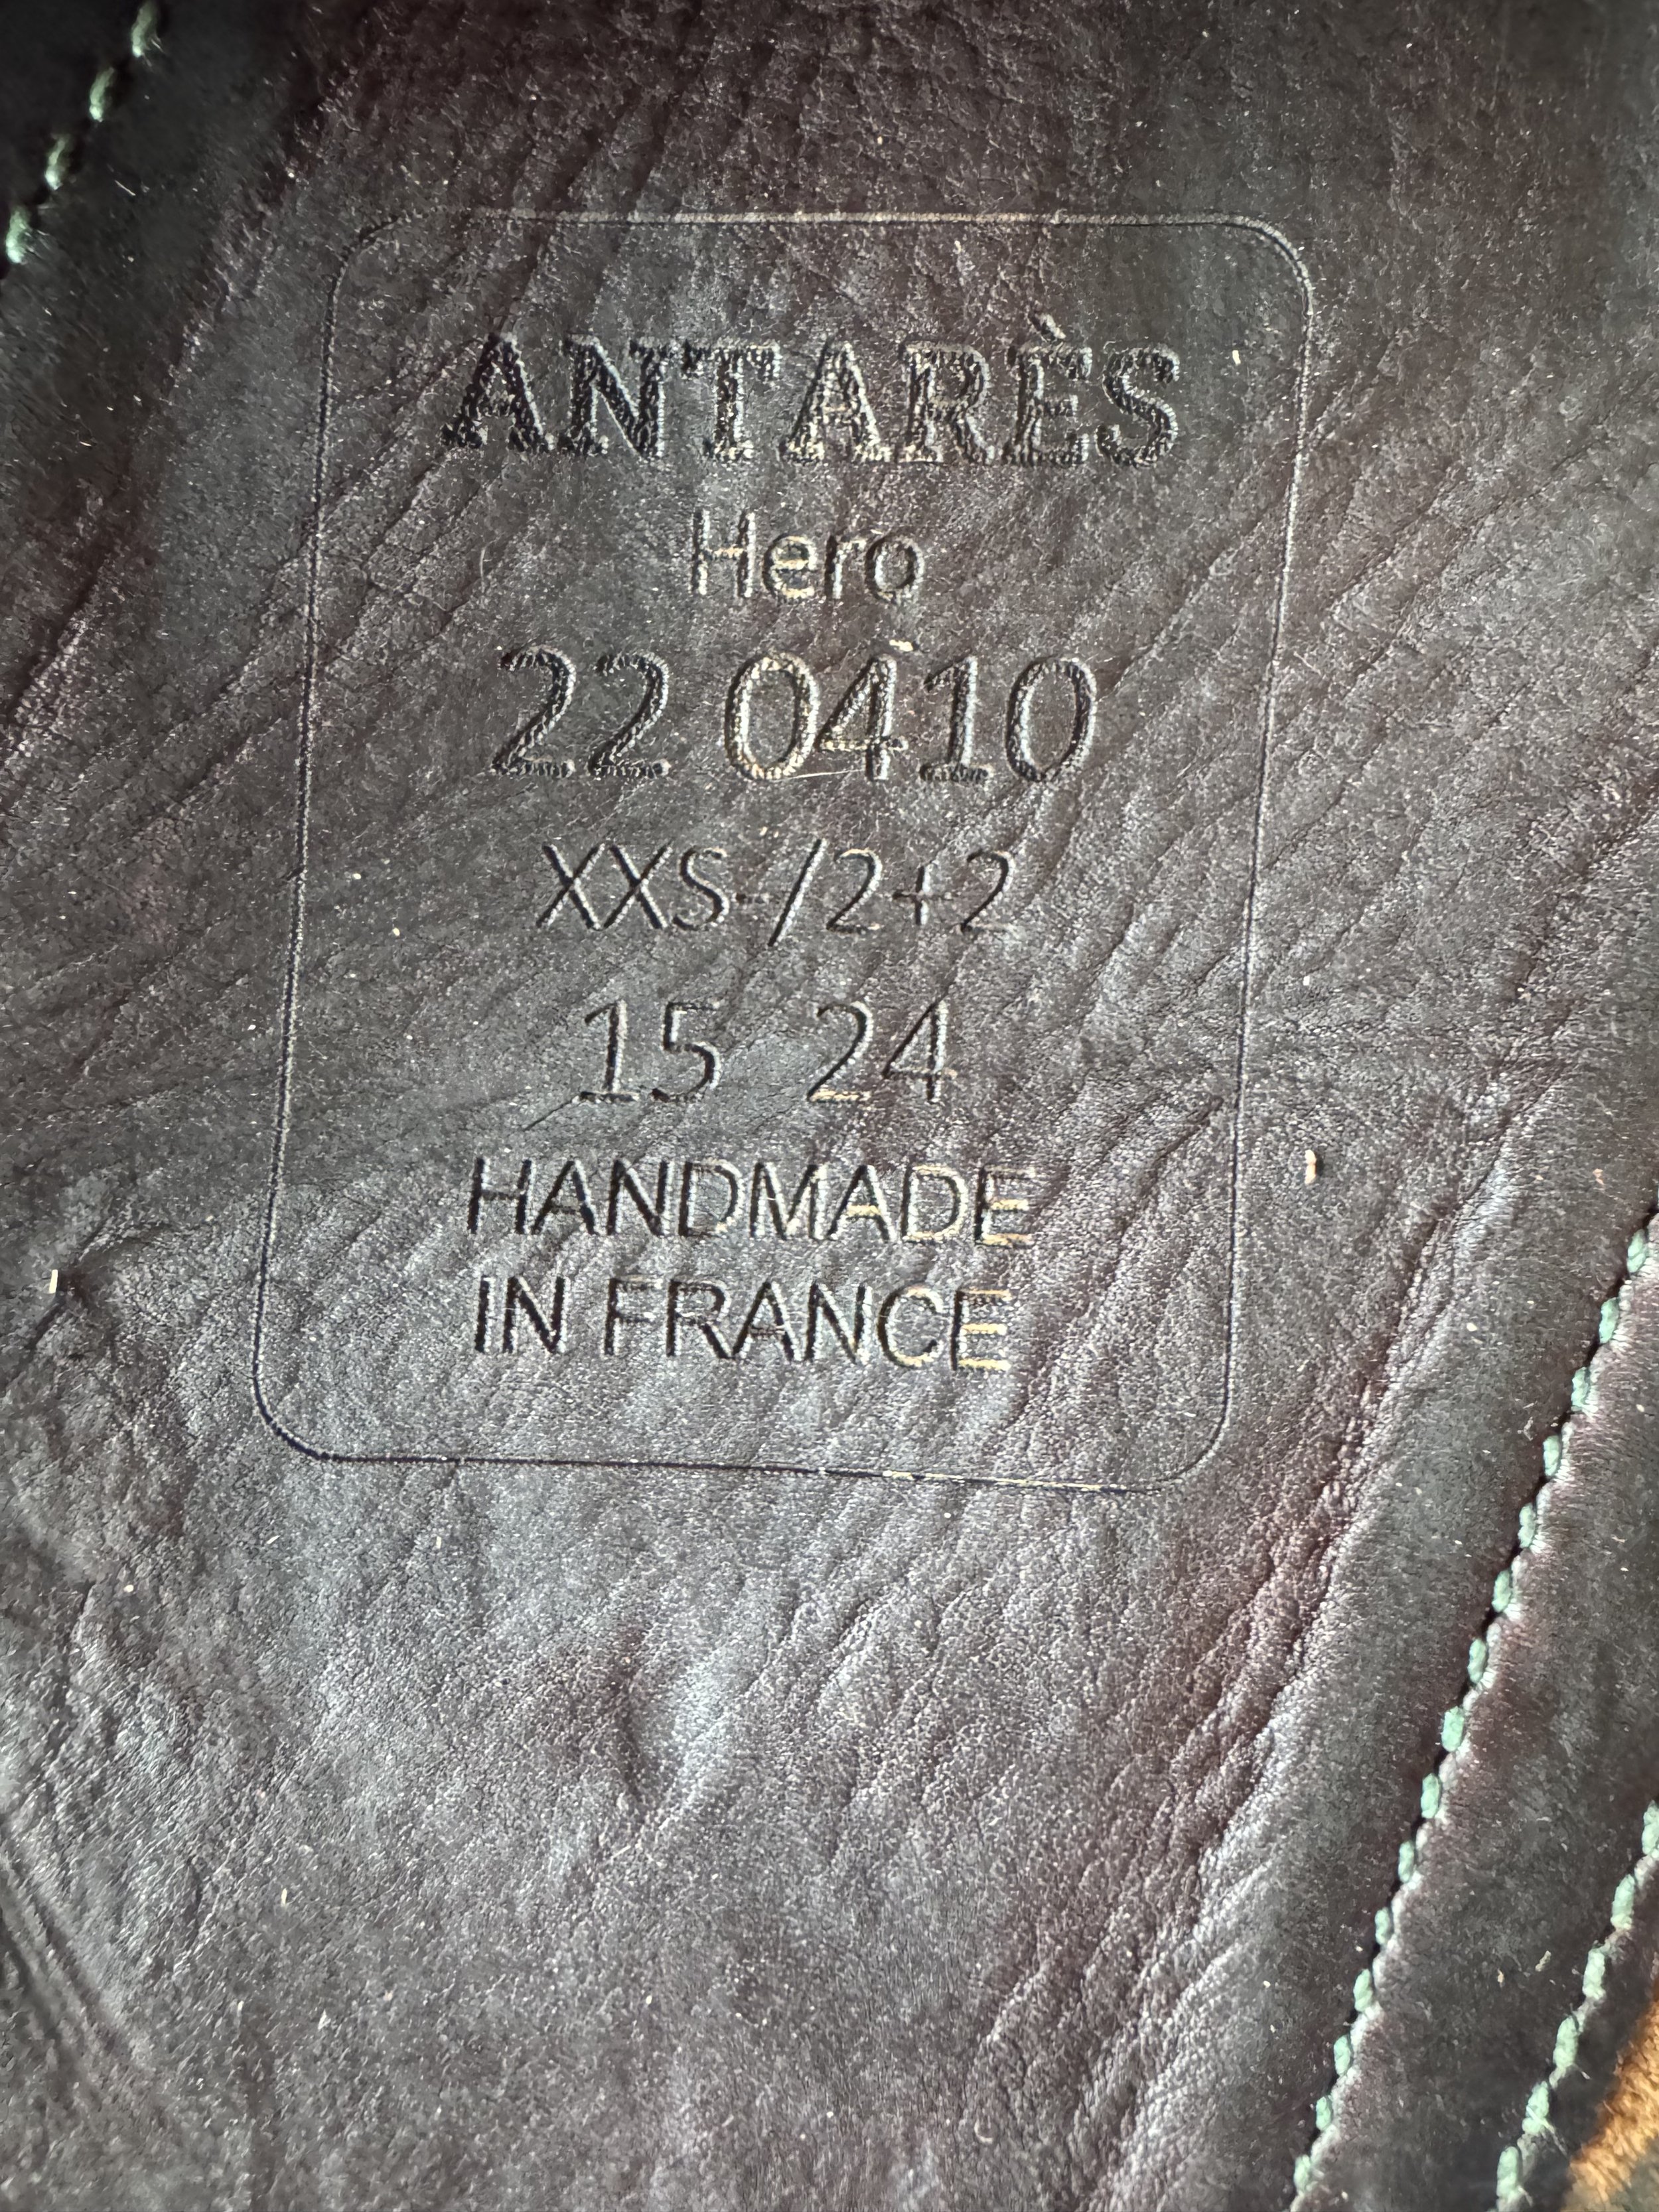 ANTARÈS
Hero
22 0410
XXS-/2+2
15 24
HANDMADE
IN FRANCE